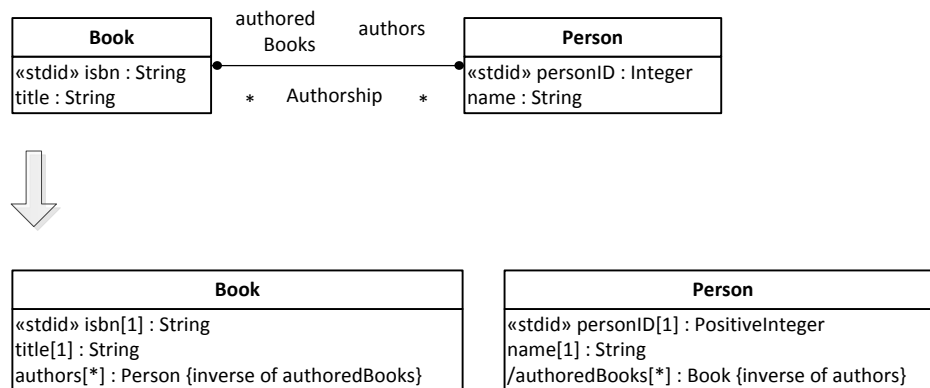 authored
Books
authors
Book
Person
«stdid» isbn : String
title : String
«stdid» personID : Integer
name : String
* Authorship *
Book
«stdid» isbn[1] : String
title[1] : String
authors[*] : Person {inverse of authoredBooks}
Person
«stdid» personID[1] : PositiveInteger
name[1] : String
/authoredBooks[*] : Book {inverse of authors}